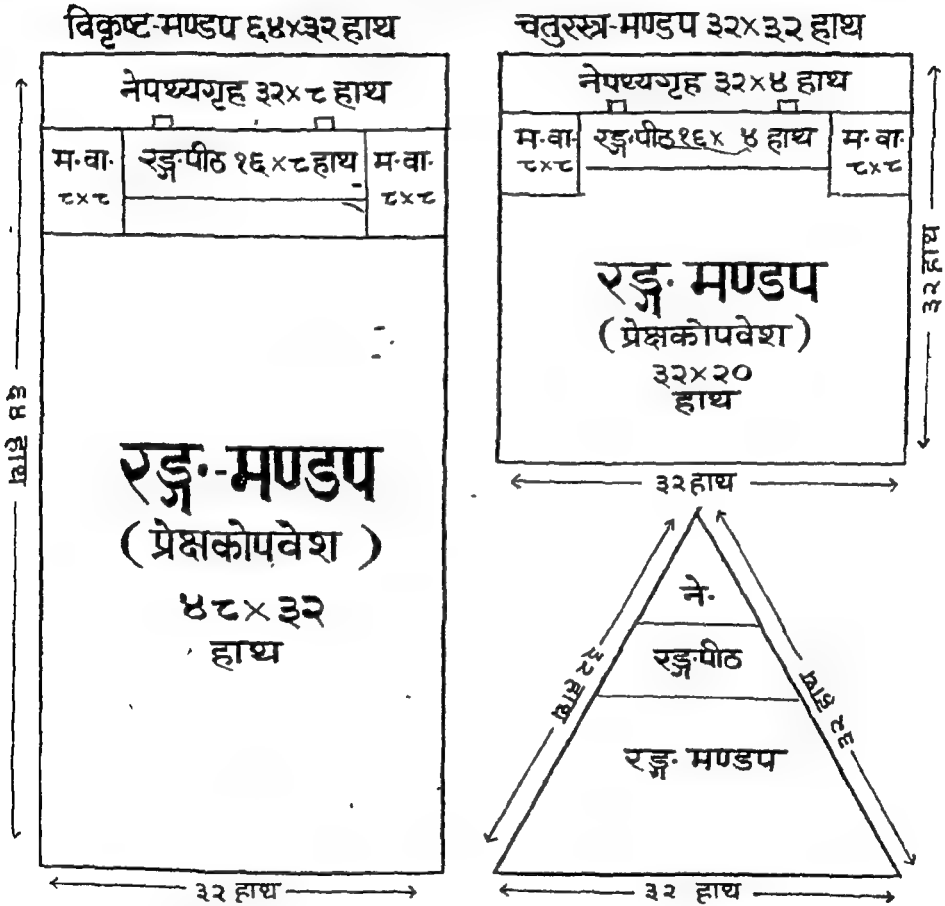 विकृष्ट-मण्डप ६४×३२ हाथ
नेपथ्यगृह ३२×८ हाथ
म॰वा॰
८×८
रङ्ग॰पीठ १६×८ हाथ
म॰वा॰
८×८
६४ हाथ
रङ्ग॰-मण्डप
(प्रेक्षकोपवेश)
४८×३२
हाथ
३२ हाथ
चतुरस्त्र-मण्डप ३२×३२ हाथ
नेपथ्यगृह ३२×४ हाथ
म॰वा॰
८×८
रङ्ग॰पीठ १६× ४ हाथ
म॰वा॰
८×८
३२ हाथ
रङ्ग॰ मण्डप
(प्रेक्षकोपवेश)
३२×२०
हाथ
३२ हाथ
ने॰
रङ्ग॰पीठ
रङ्ग॰ मण्डप
३२ हाथ
३२ हाथ
३२ हाथ